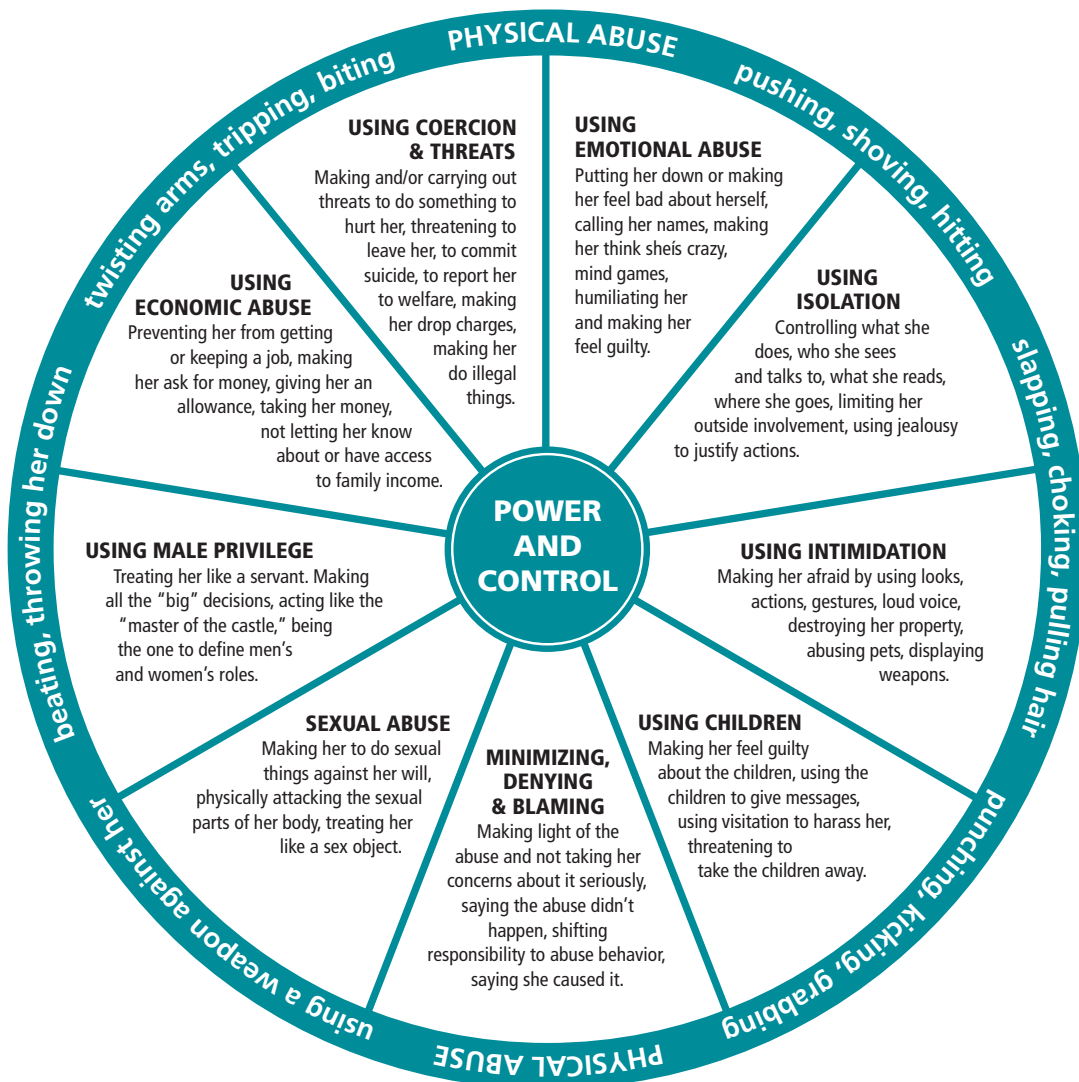 PHYSICAL ABUSE
pushing, shoving, hitting
slapping, choking, pulling hair
punching, kicking, grabbing
PHYSICAL ABUSE
using a weapon against her
beating, throwing her down
twisting arms, tripping, biting
USING COERCION
& THREATS
Making and/or carrying out
threats to do something to
hurt her, threatening to
leave her, to commit
suicide, to report her
to welfare, making
her drop charges,
making her
do illegal
things.
USING
EMOTIONAL ABUSE
Putting her down or making
her feel bad about herself,
calling her names, making
her think sheís crazy,
mind games,
humiliating her
and making her
feel guilty.
USING
ISOLATION
Controlling what she
does, who she sees
and talks to, what she reads,
where she goes, limiting her
outside involvement, using jealousy
to justify actions.
USING INTIMIDATION
Making her afraid by using looks,
actions, gestures, loud voice,
destroying her property,
abusing pets, displaying
weapons.
USING CHILDREN
Making her feel guilty
about the children, using the
children to give messages,
using visitation to harass her,
threatening to
take the children away.
MINIMIZING,
DENYING
& BLAMING
Making light of the
abuse and not taking her
concerns about it seriously,
saying the abuse didn't
happen, shifting
responsibility to abuse behavior,
saying she caused it.
SEXUAL ABUSE
Making her to do sexual
things against her will,
physically attacking the sexual
parts of her body, treating her
like a sex object.
USING MALE PRIVILEGE
Treating her like a servant. Making
all the “big” decisions, acting like the
“master of the castle,” being
the one to define men's
and women's roles.
USING
ECONOMIC ABUSE
Preventing her from getting
or keeping a job, making
her ask for money, giving her an
allowance, taking her money,
not letting her know
about or have access
to family income.
POWER
AND
CONTROL